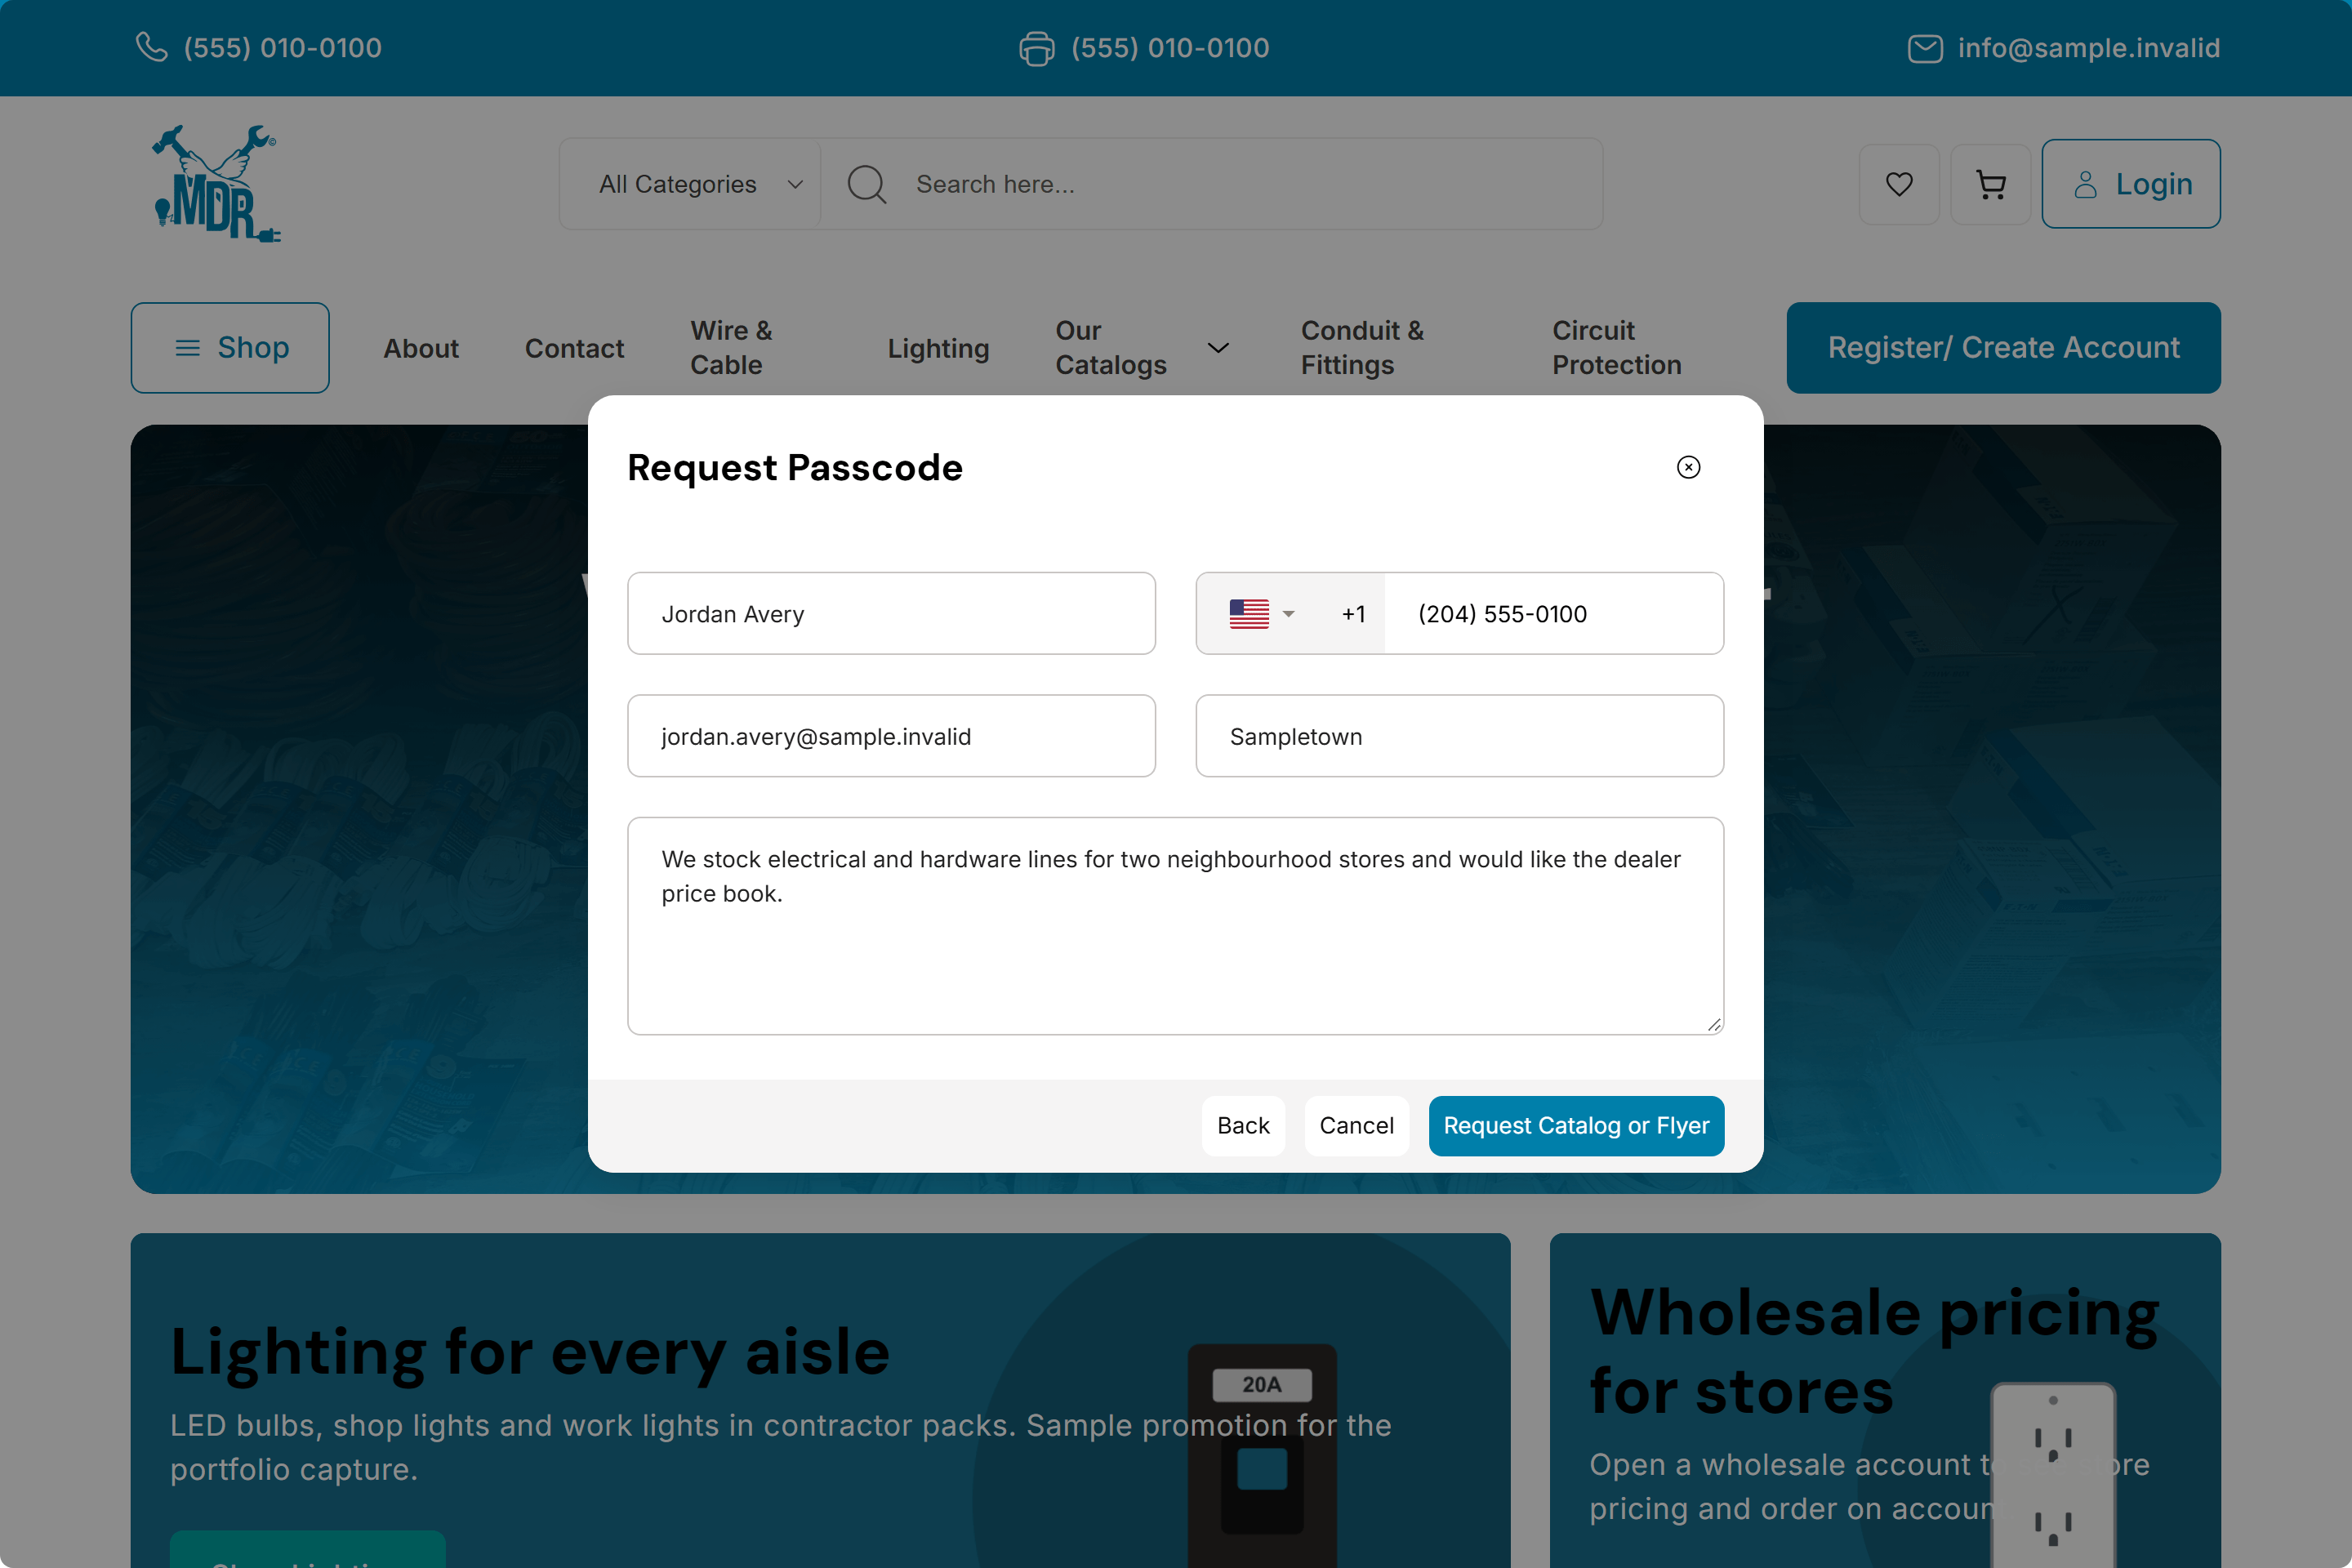 (555) 010-0100
(555) 010-0100
info@sample.invalid
MDR
©
All Categories
Search here...
Login
Shop
About
Contact
Wire &
Cable
Lighting
Our
Catalogs
Conduit &
Fittings
Circuit
Protection
Register/ Create Account
Request Passcode
Jordan Avery
+1
(204) 555-0100
jordan.avery@sample.invalid
Sampletown
We stock electrical and hardware lines for two neighbourhood stores and would like the dealer
price book.
Back
Cancel
Request Catalog or Flyer
Lighting for every aisle
LED bulbs, shop lights and work lights in contractor packs. Sample promotion for the
portfolio capture.
20A
Wholesale pricing
for stores
Open a wholesale account
pricing and order on